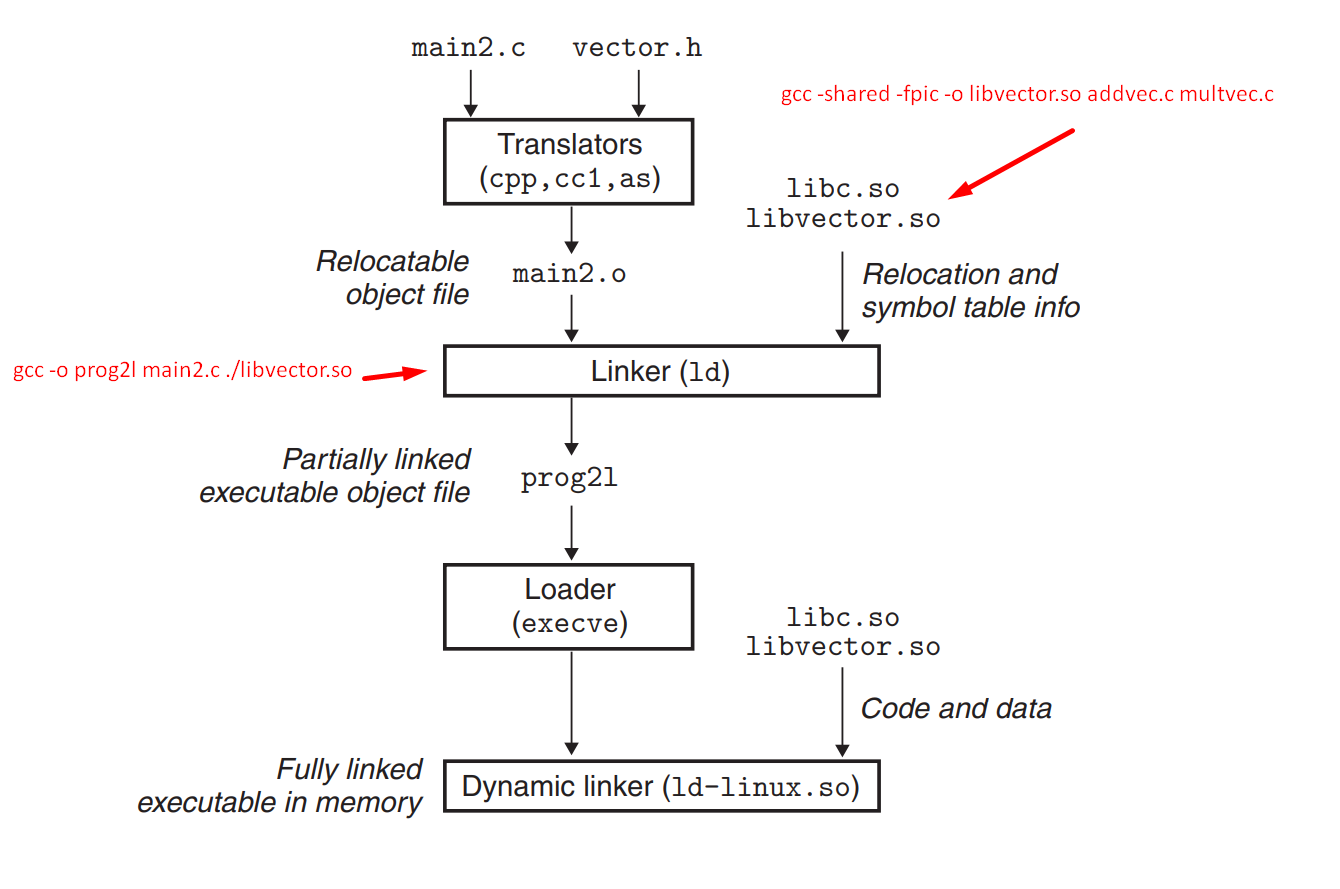 main2.c vector.h
gcc -shared -fpic -o libvector.so addvec.c multvec.c
Translators
(cpp,cc1,as)
libc.so
libvector.so
Relocatable
object file
main2.o
Relocation and
symbol table info
gcc -o prog2l main2.c ./libvector.so
Linker (ld)
Partially linked
executable object file
prog2l
Loader
(execve)
libc.so
libvector.so
Code and data
Fully linked
executable in memory
Dynamic linker (ld-linux.so)